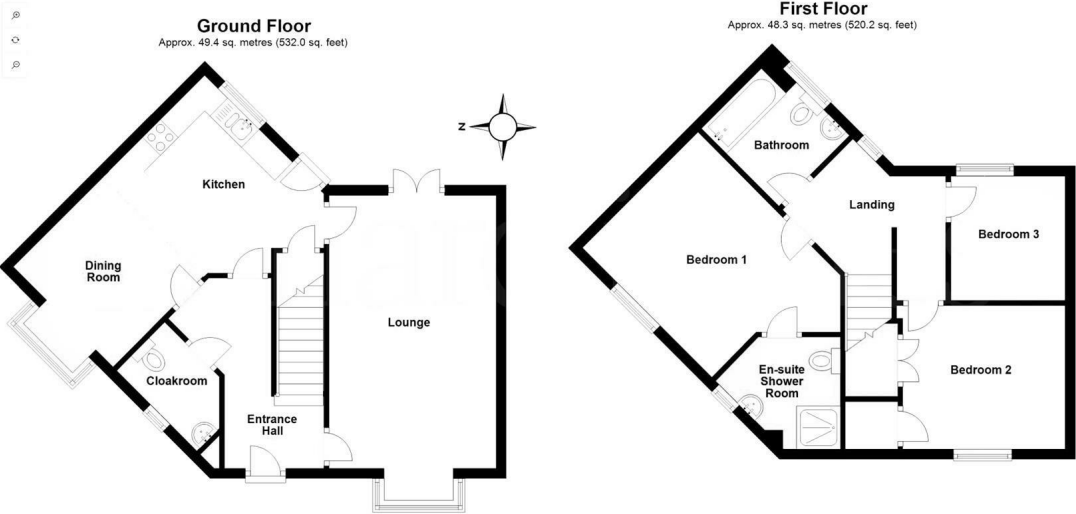 Ground Floor
Approx. 49.4 sq. metres (532.0 sq. feet)
Kitchen
Dining
Room
Lounge
Cloakroom
Entrance
Hall
Z
First Floor
Approx. 48.3 sq. metres (520.2 sq. feet)
Bathroom
Landing
Bedroom 3
Bedroom 1
Bedroom 2
En-suite
Shower
Room